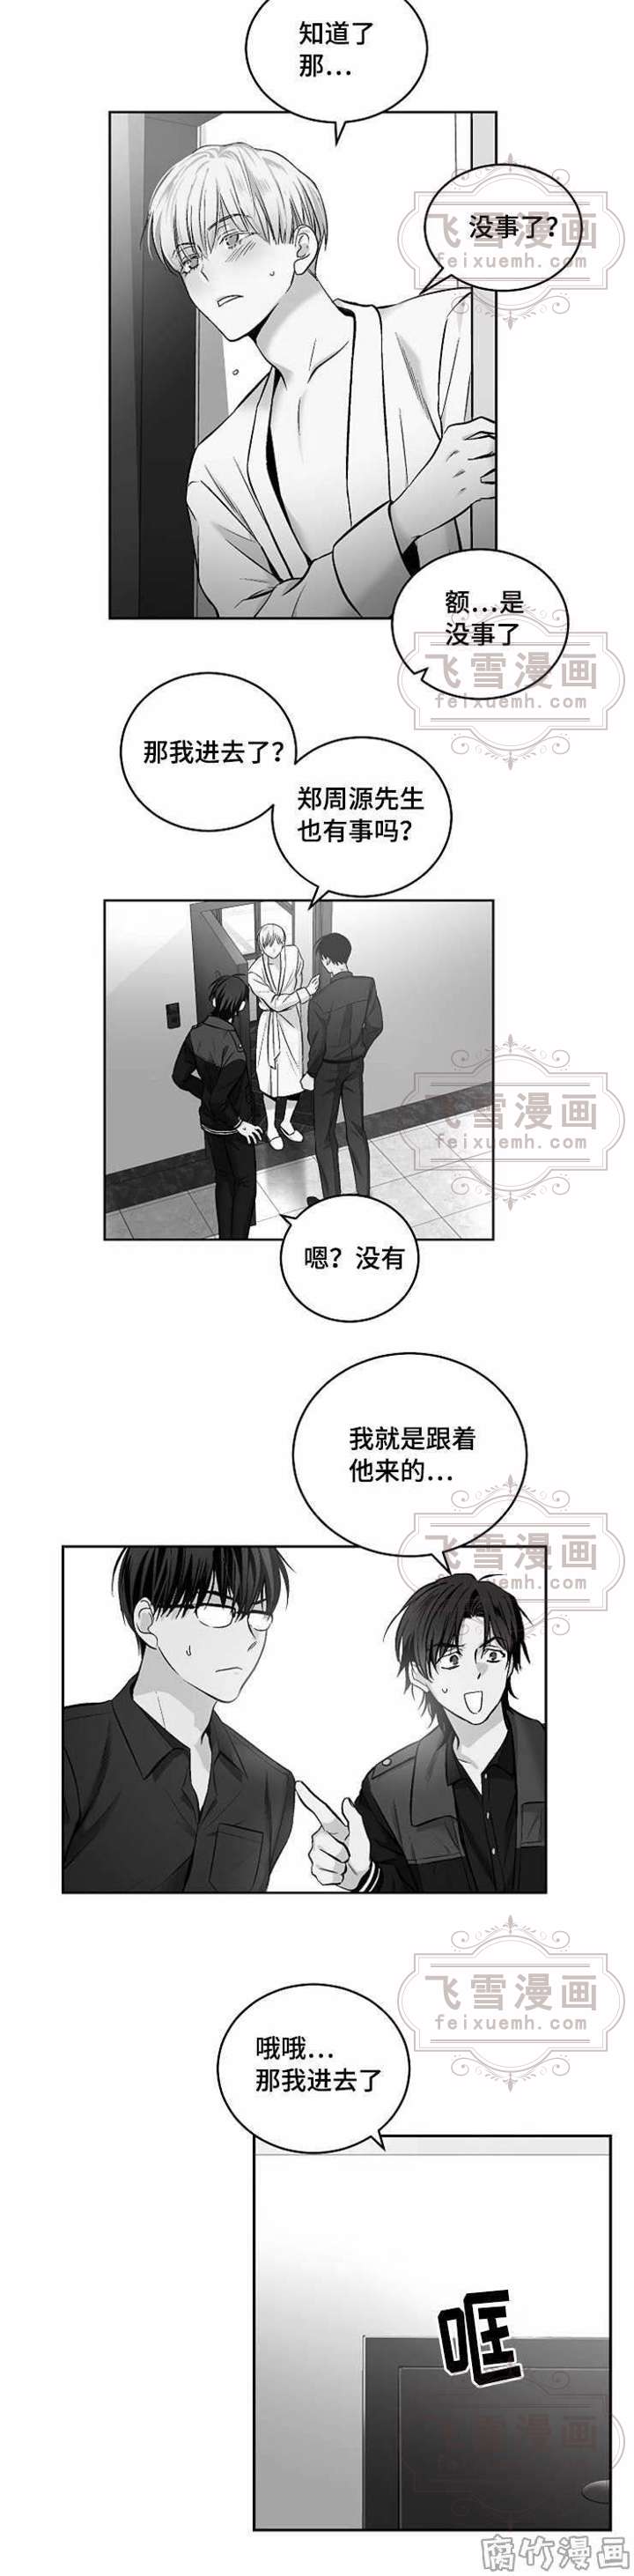 知道了
那…
没事了？
飞雪漫画
feixuemh.com
额…是
没事了
飞雪漫画
feixuemh.com
那我进去了？
郑周源先生
也有事吗？
飞雪漫画
feixuemh.com
嗯？没有
我就是跟着
他来的…
飞雪漫画
feixuemh.com
飞雪漫画
feixuemh.com
哦哦…
那我进去了
哐
飞雪漫画
feixuemh.com
腐竹漫画